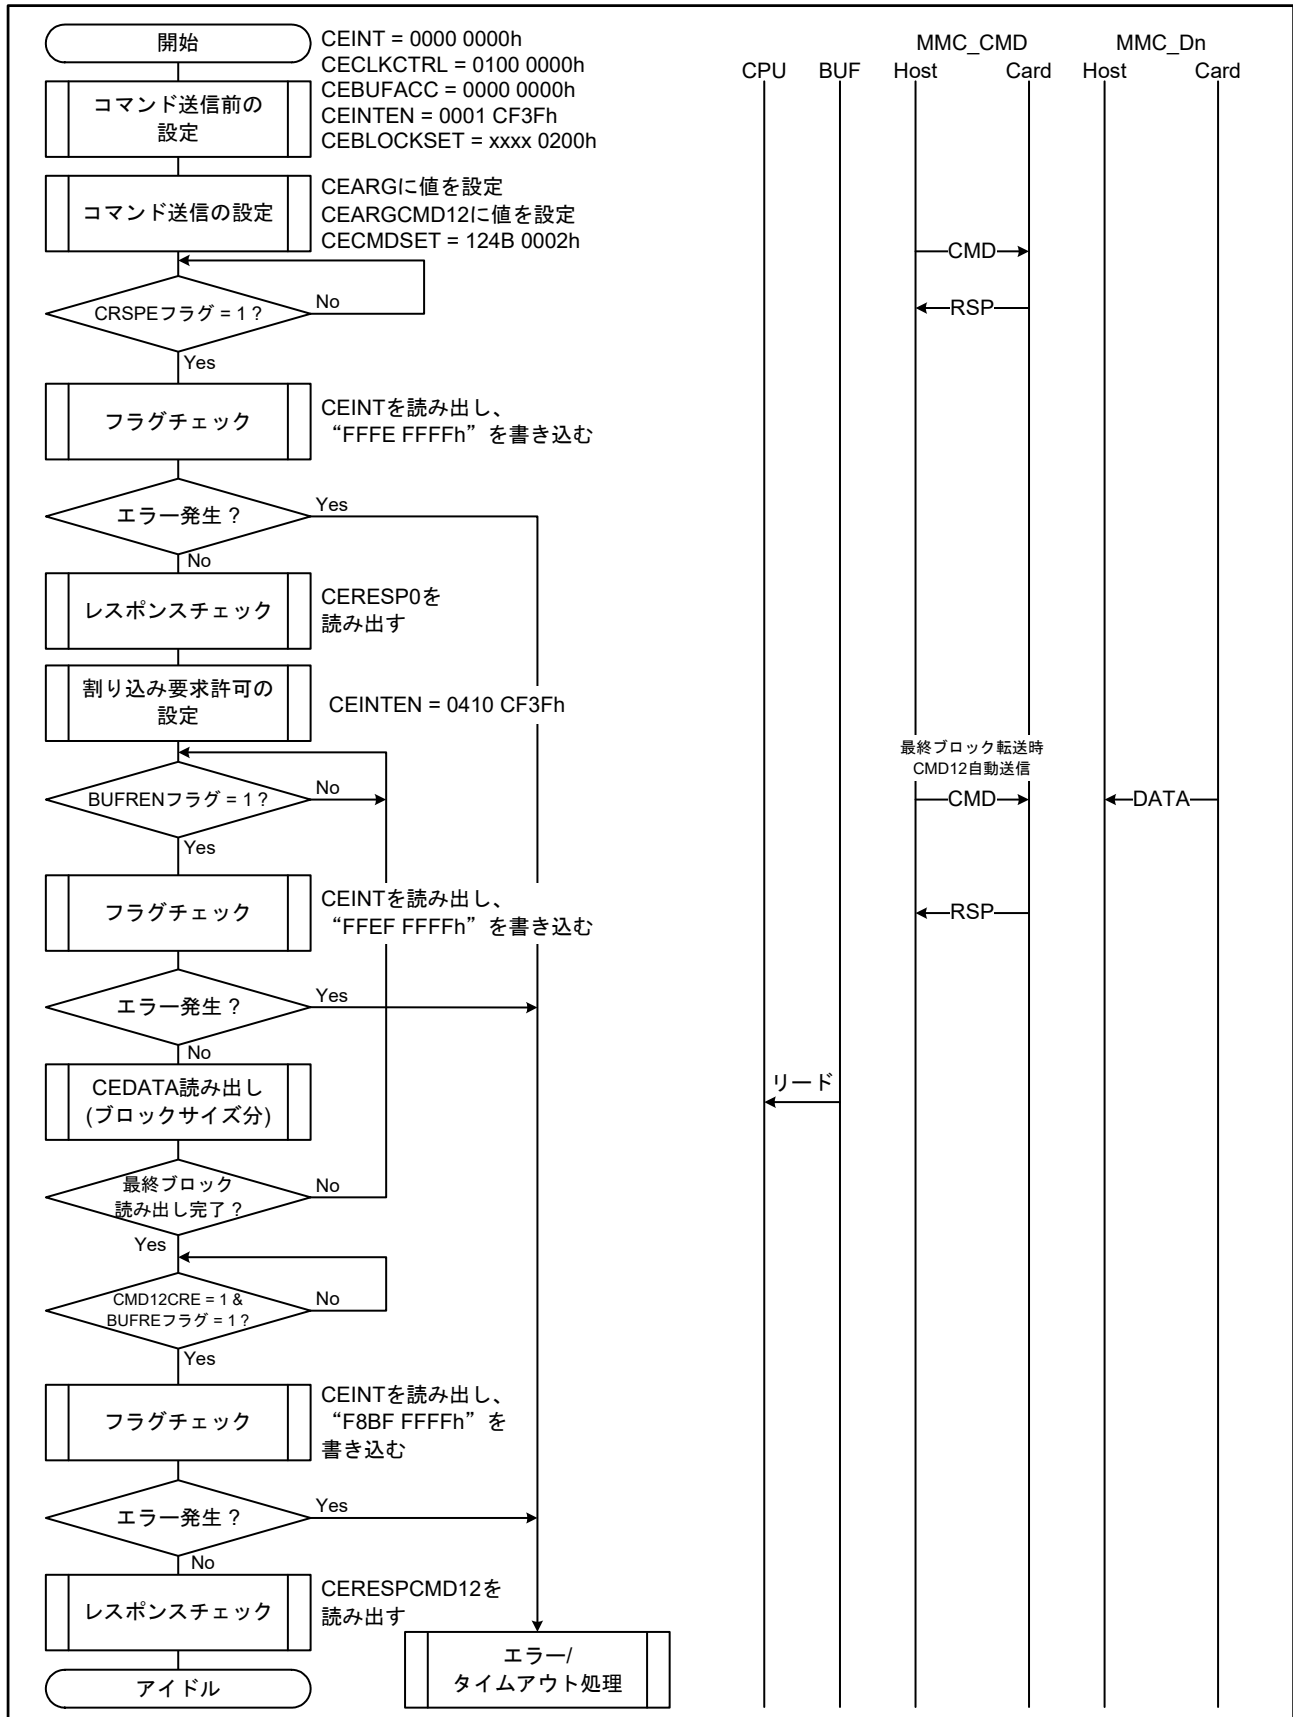 開始
CEINT = 0000 0000h
CECLKCTRL = 0100 0000h
CEBUFACC = 0000 0000h
CEINTEN = 0001 CF3Fh
CEBLOCKSET = xxxx 0200h
コマンド送信前の
設定
コマンド送信の設定
CEARGに値を設定
CEARGCMD12に値を設定
CECMDSET = 124B 0002h
CRSPEフラグ = 1 ?
No
Yes
フラグチェック
CEINTを読み出し、
“FFFE FFFFh”を書き込む
エラー発生 ?
Yes
No
レスポンスチェック
CERESP0を
読み出す
割り込み要求許可の
設定
CEINTEN = 0410 CF3Fh
BUFRENフラグ = 1 ?
No
Yes
フラグチェック
CEINTを読み出し、
“FFEF FFFFh”を書き込む
エラー発生 ?
Yes
No
CEDATA読み出し
(ブロックサイズ分)
最終ブロック
読み出し完了 ?
No
Yes
CMD12CRE = 1 &
BUFREフラグ = 1 ?
No
Yes
フラグチェック
CEINTを読み出し、
“F8BF FFFFh”を
書き込む
エラー発生 ?
Yes
No
レスポンスチェック
CERESPCMD12を
読み出す
エラー/
タイムアウト処理
アイドル
MMC_CMD
MMC_Dn
CPU BUF Host Card Host Card
CMD
RSP
最終ブロック転送時
CMD12自動送信
CMD
DATA
RSP
リード